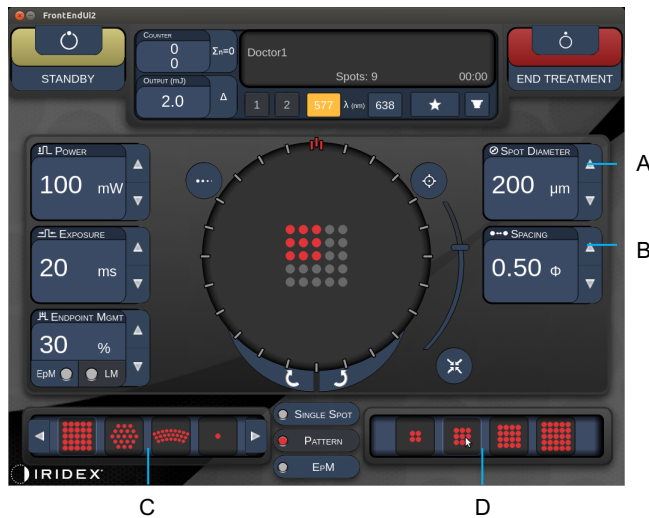 FrontEndUi2
STANDBY
COUNTER
0
0
Σn=0
OUTPUT (mJ)
2.0
Δ
Doctor1
Spots: 9 00:00
1 2 577 λ (nm) 638
END TREATMENT
POWER
100 mW
EXPOSURE
20 ms
ENDPOINT MGMT
30 %
EpM LM
SPOT DIAMETER
200 μm
A
SPACING
0.50 Φ
B
SINGLE SPOT
PATTERN
EPM
IRIDEX
C
D